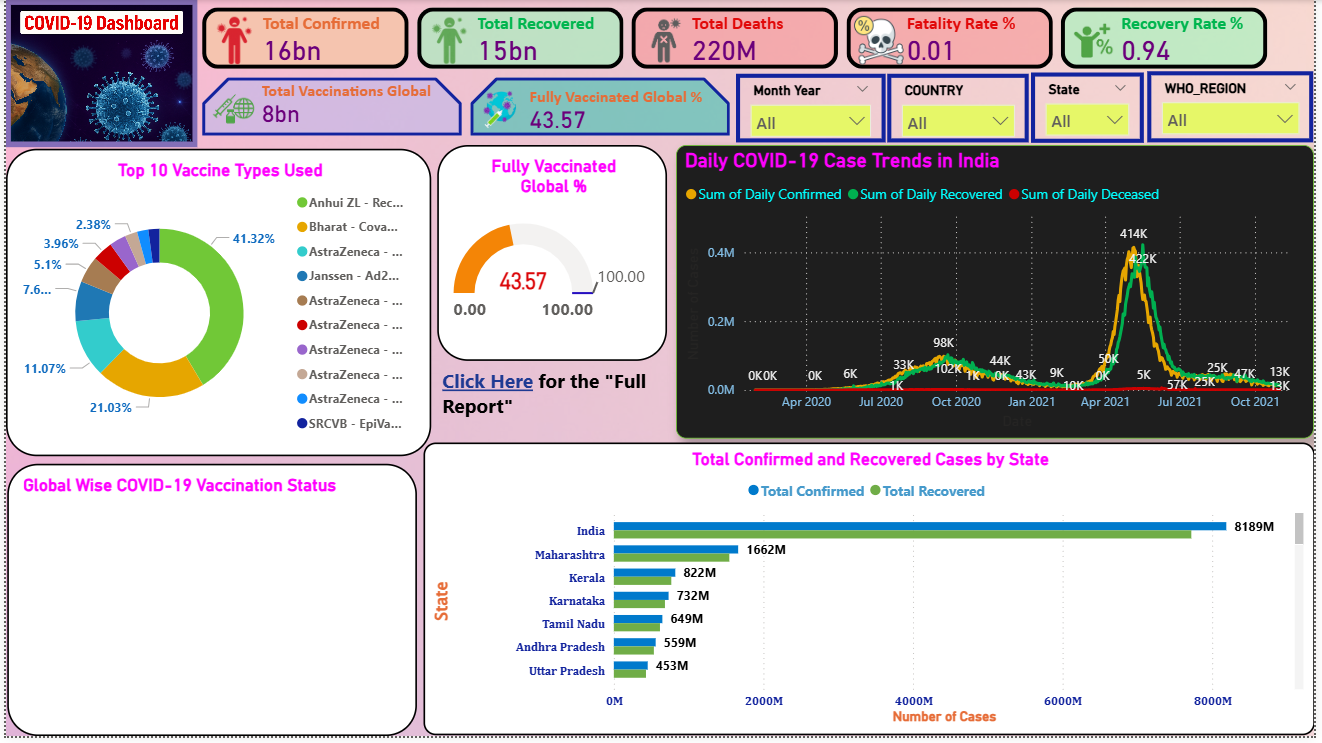 COVID-19 Dashboard
Total Confirmed
16bn
Total Recovered
15bn
Total Deaths
220M
%
Fatality Rate %
0.01
%
Recovery Rate %
0.94
Total Vaccinations Global
8bn
Fully Vaccinated Global %
43.57
Month Year
All
COUNTRY
All
State
All
WHO_REGION
All
Top 10 Vaccine Types Used
41.32%
21.03%
11.07%
7.6...
5.1%
3.96%
2.38%
Anhui ZL - Rec...
Bharat - Cova...
AstraZeneca - ...
Janssen - Ad2...
AstraZeneca - ...
AstraZeneca - ...
AstraZeneca - ...
AstraZeneca - ...
AstraZeneca - ...
SRCVB - EpiVa...
Fully Vaccinated
Global %
43.57
100.00
0.00
100.00
Click Here for the "Full
Report"
Daily COVID-19 Case Trends in India
Sum of Daily Confirmed Sum of Daily Recovered Sum of Daily Deceased
Number of Cases
0.4M
0.2M
0.0M
0K 0K 0K 6K 33K 1K 98K 102K 1K 44K 0K 43K 9K 10K 0K 50K 414K 422K 5K 57K 25K 25K 47K 13K 13K
Apr 2020 Jul 2020 Oct 2020 Jan 2021 Apr 2021 Jul 2021 Oct 2021
Date
Global Wise COVID-19 Vaccination Status
Total Confirmed and Recovered Cases by State
Total Confirmed Total Recovered
State
India 8189M
Maharashtra 1662M
Kerala 822M
Karnataka 732M
Tamil Nadu 649M
Andhra Pradesh 559M
Uttar Pradesh 453M
0M 2000M 4000M 6000M 8000M
Number of Cases